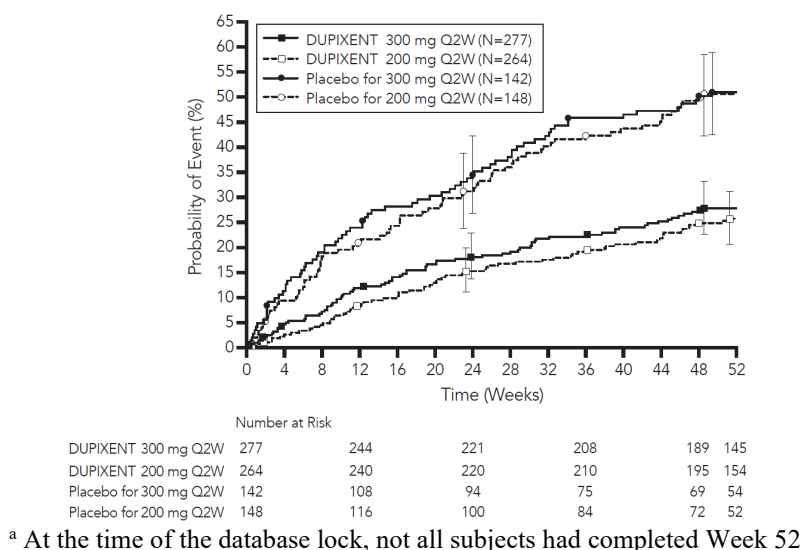 65
60
55
50
45
40
35
30
25
20
15
10
5
0
Probability of Event (%)
DUPIXENT 300 mg Q2W (N=277)
DUPIXENT 200 mg Q2W (N=264)
Placebo for 300 mg Q2W (N=142)
Placebo for 200 mg Q2W (N=148)
0 4 8 12 16 20 24 28 32 36 40 44 48 52
Time (Weeks)
Number at Risk
DUPIXENT 300 mg Q2W 277 244 221 208 189 145
DUPIXENT 200 mg Q2W 264 240 220 210 195 154
Placebo for 300 mg Q2W 142 108 94 75 69 54
Placebo for 200 mg Q2W 148 116 100 84 72 52
a At the time of the database lock, not all subjects had completed Week 52